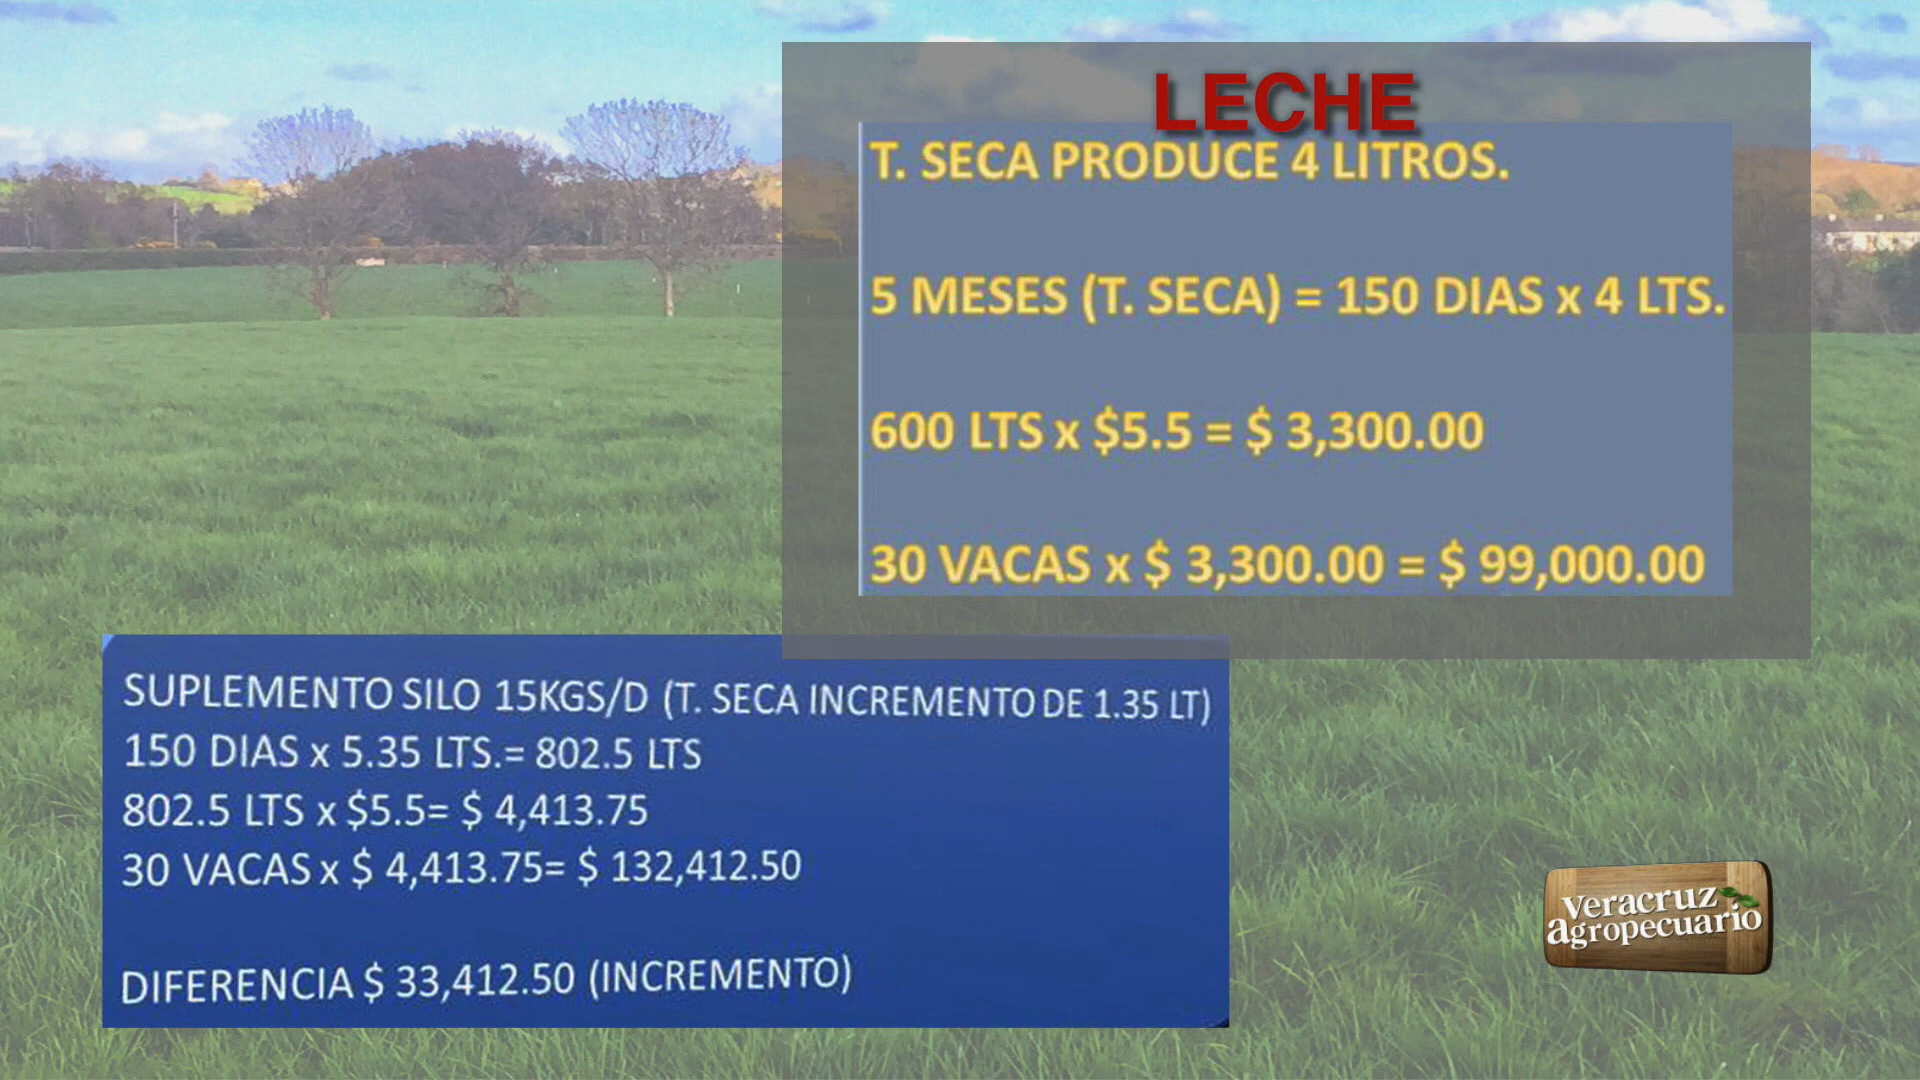 LECHE
T. SECA PRODUCE 4 LITROS.
5 MESES (T. SECA) = 150 DIAS x 4 LTS.
600 LTS x $5.5 = $ 3,300.00
30 VACAS x $ 3,300.00 = $ 99,000.00
SUPLEMENTO SILO 15KGS/D (T. SECA INCREMENTO DE 1.35 LT)
150 DIAS x 5.35 LTS.= 802.5 LTS
802.5 LTS x $5.5= $ 4,413.75
30 VACAS x $ 4,413.75= $ 132,412.50
DIFERENCIA $ 33,412.50 (INCREMENTO)
veracruz
agropecuario